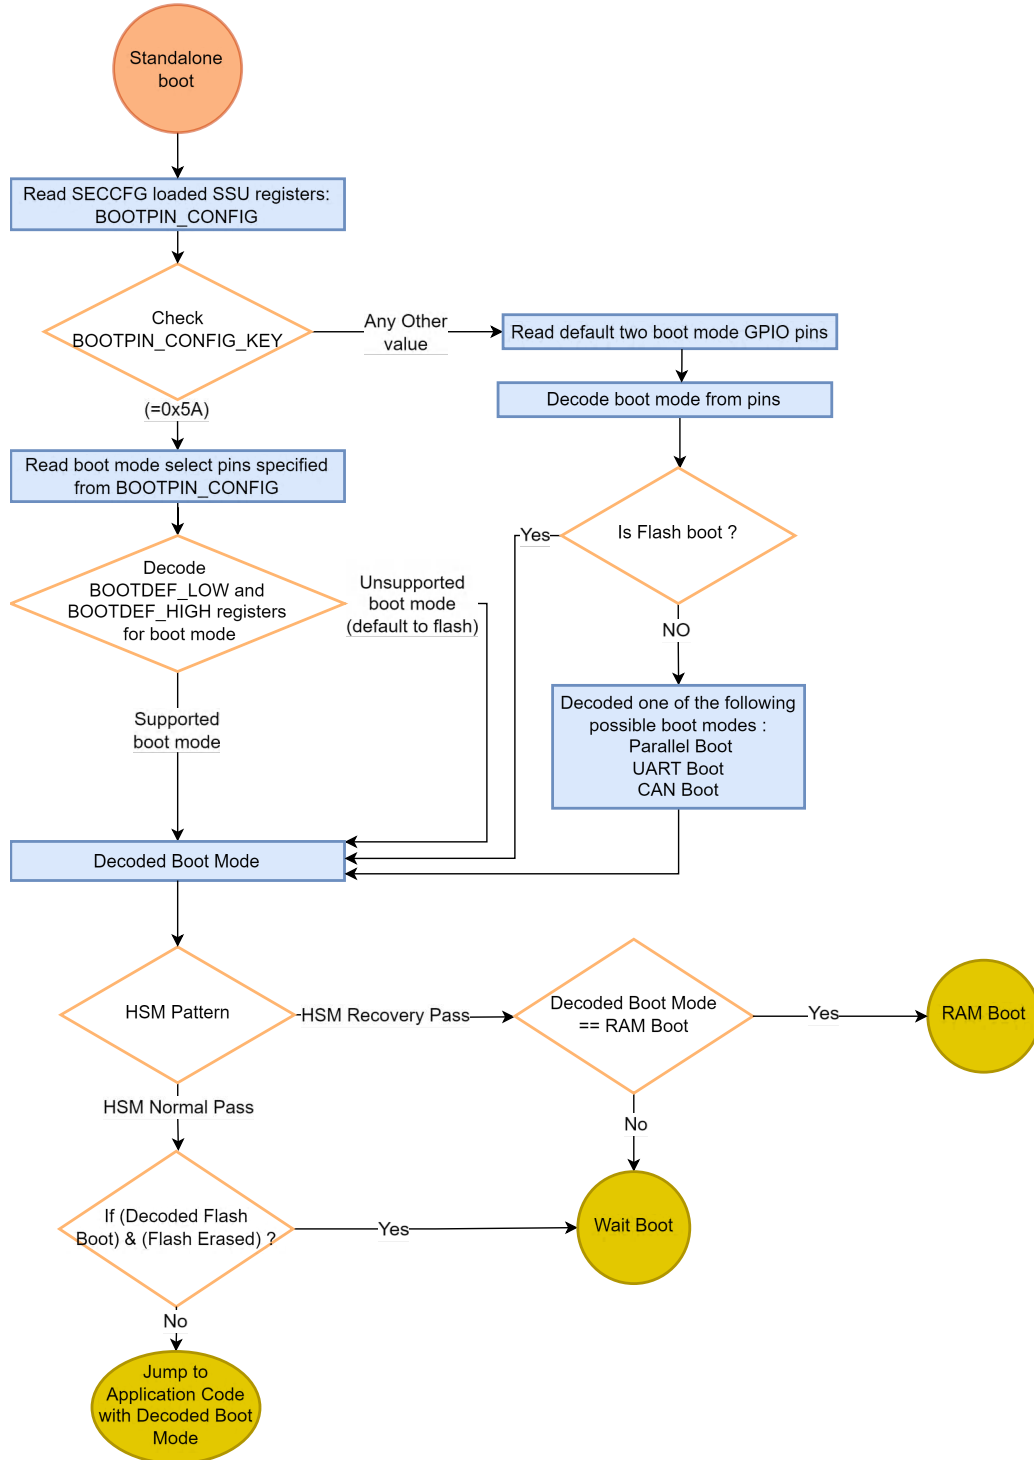 Standalone
boot
Read SECCFG loaded SSU registers:
BOOTPIN_CONFIG
Check
BOOTPIN_CONFIG_KEY
Any Other
value
Read default two boot mode GPIO pins
Decode boot mode from pins
(=0x5A)
Read boot mode select pins specified
from BOOTPIN_CONFIG
Is Flash boot ?
Yes
NO
Decode
BOOTDEF_LOW and
BOOTDEF_HIGH registers
for boot mode
Unsupported
boot mode
(default to flash)
Supported
boot mode
Decoded one of the following
possible boot modes :
Parallel Boot
UART Boot
CAN Boot
Decoded Boot Mode
HSM Pattern
HSM Recovery Pass
Decoded Boot Mode
== RAM Boot
Yes
RAM Boot
HSM Normal Pass
No
If (Decoded Flash
Boot) & (Flash Erased) ?
Yes
Wait Boot
No
Jump to
Application Code
with Decoded Boot
Mode